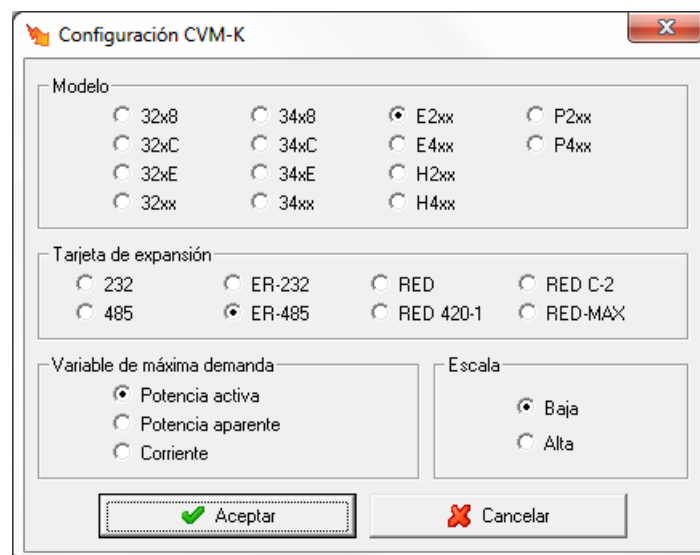 Configuración CVM-K
Modelo
32x8 34x8 E2xx P2xx
32xC 34xC E4xx P4xx
32xE 34xE H2xx
32xx 34xx H4xx
Tarjeta de expansión
232 ER-232 RED RED C-2
485 ER-485 RED 420-1 RED-MAX
Variable de máxima demanda
Potencia activa
Potencia aparente
Corriente
Escala
Baja
Alta
Aceptar Cancelar